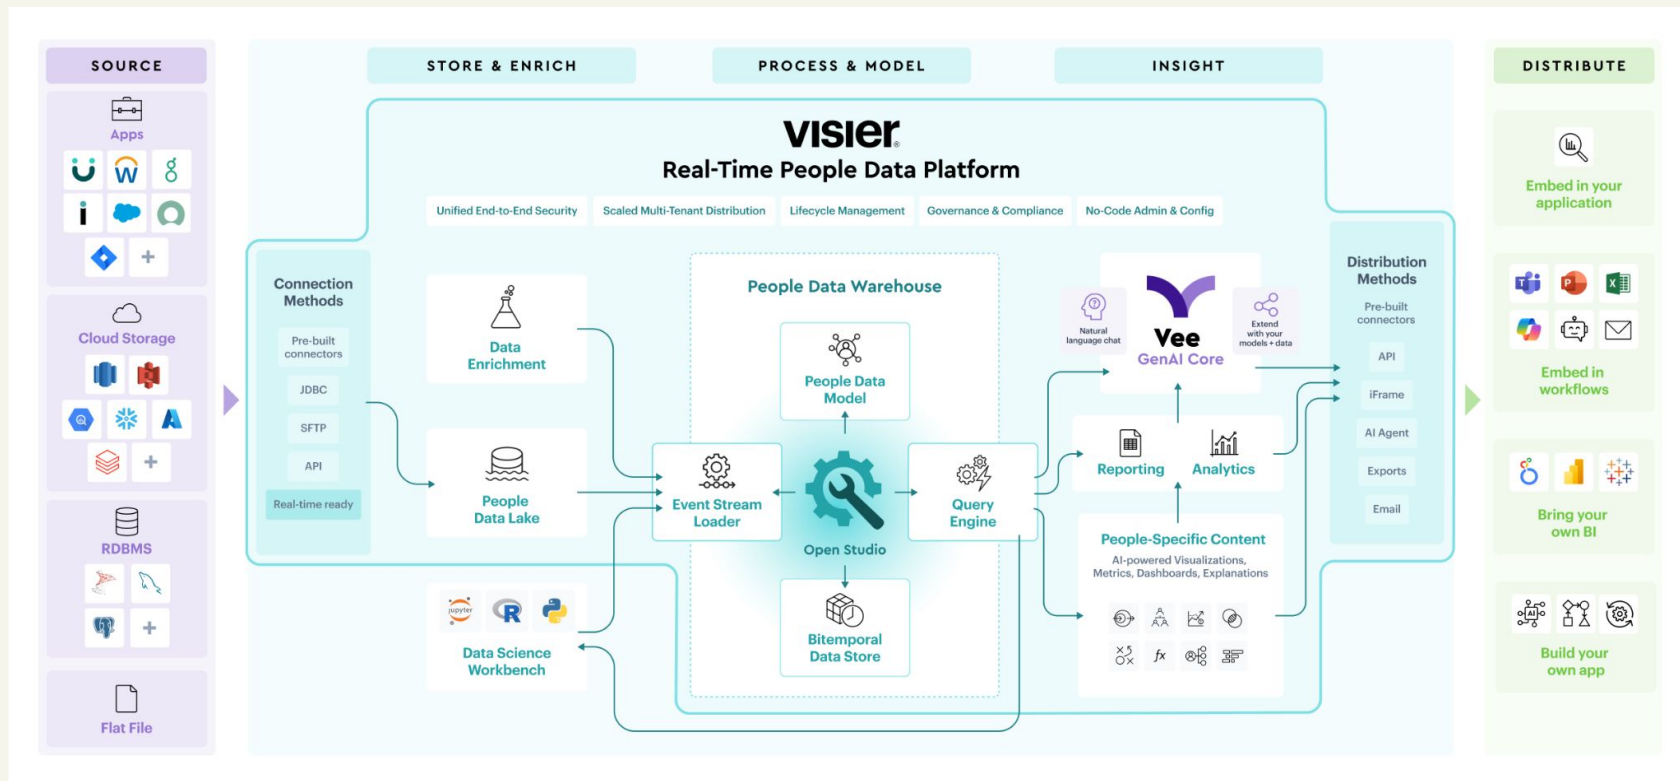 SOURCE
STORE & ENRICH
PROCESS & MODEL
INSIGHT
DISTRIBUTE
Apps
Cloud Storage
RDBMS
Flat File
VISIER
Real-Time People Data Platform
Unified End-to-End Security
Scaled Multi-Tenant Distribution
Lifecycle Management
Governance & Compliance
No-Code Admin & Config
Connection
Methods
Pre-built
connectors
JDBC
SFTP
API
Real-time ready
Data
Enrichment
People
Data Lake
jupyter
R
Data Science
Workbench
People Data Warehouse
People Data
Model
Event Stream
Loader
Open Studio
Query
Engine
Bitemporal
Data Store
Natural
language chat
Vee
GenAI Core
Extend
with your
models + data
Reporting
Analytics
People-Specific Content
AI-powered Visualizations,
Metrics, Dashboards, Explanations
fx
Distribution
Methods
Pre-built
connectors
API
iFrame
AI Agent
Exports
Email
Embed in your
application
Embed in
workflows
Bring your
own BI
AI
Build your
own app